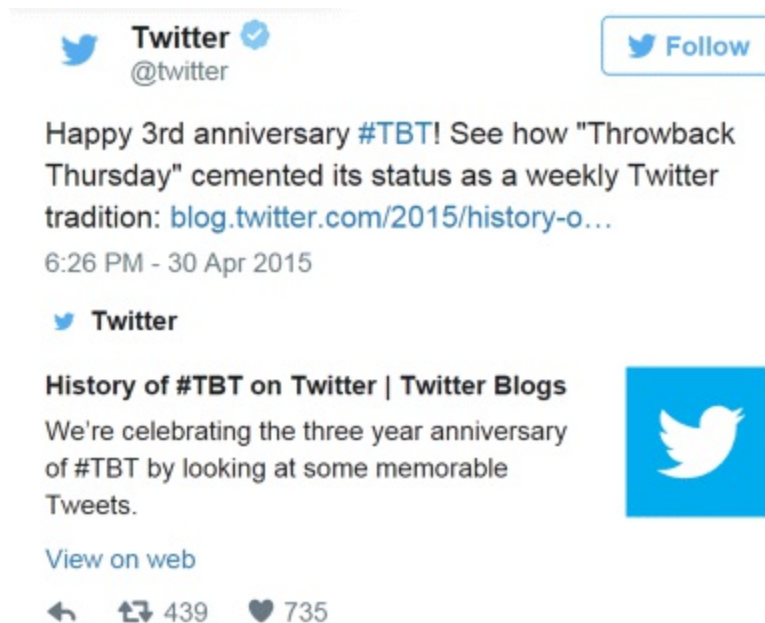 Twitter
@twitter
Follow
Happy 3rd anniversary #TBT! See how "Throwback
Thursday" cemented its status as a weekly Twitter
tradition: blog.twitter.com/2015/history-o...
6:26 PM - 30 Apr 2015
Twitter
History of #TBT on Twitter | Twitter Blogs
We're celebrating the three year anniversary
of #TBT by looking at some memorable
Tweets.
View on web
439 735